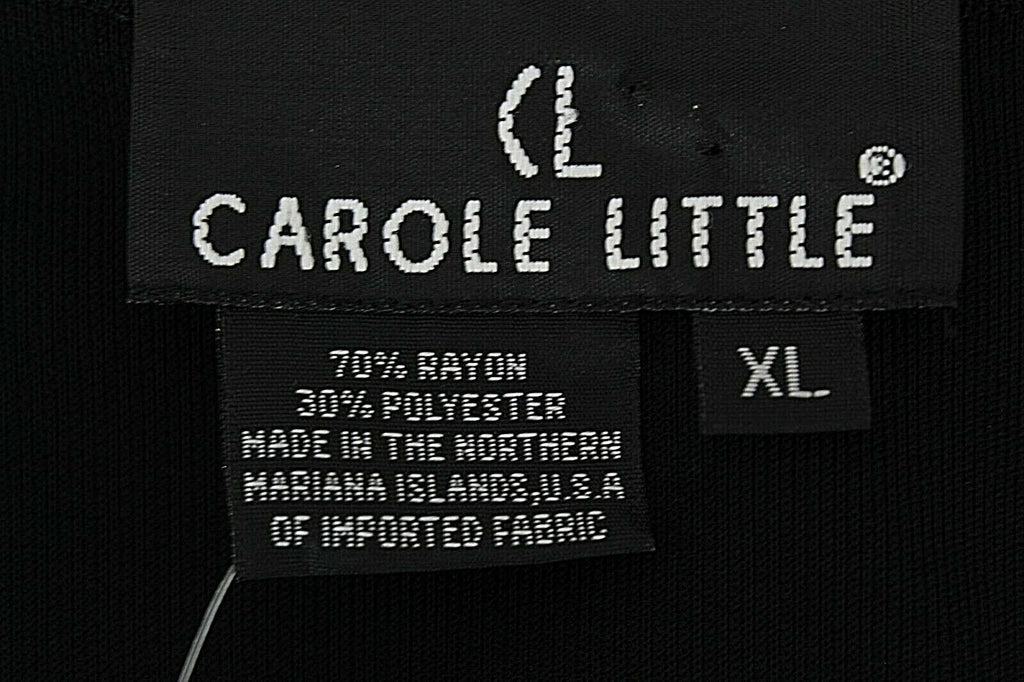 CL
CAROLE LITTLE®
70% RAYON
30% POLYESTER
MADE IN THE NORTHERN
MARIANA ISLANDS,U.S.A
OF IMPORTED FABRIC
XL